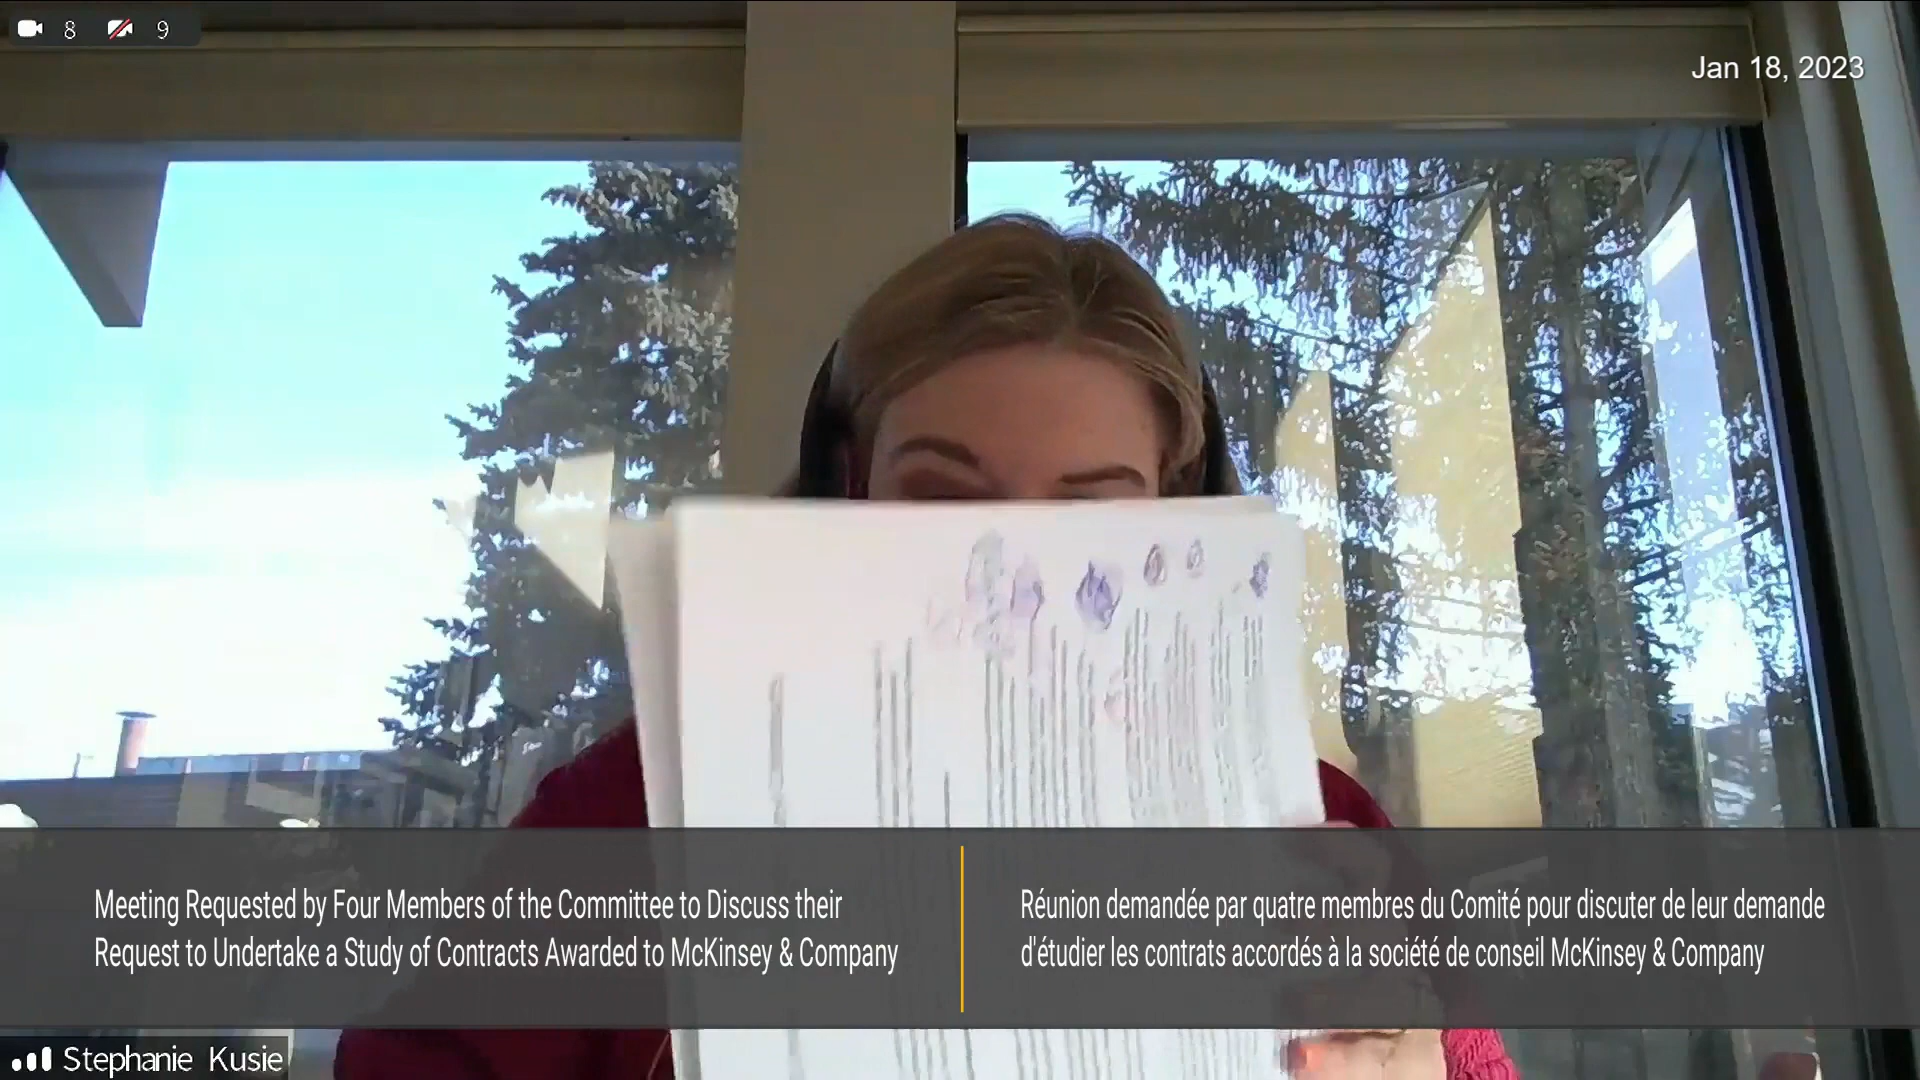 8 9
Jan 18, 2023
Meeting Requested by Four Members of the Committee to Discuss their
Request to Undertake a Study of Contracts Awarded to McKinsey & Company
Réunion demandée par quatre membres du Comité pour discuter de leur demande
d'étudier les contrats accordés à la société de conseil McKinsey & Company
Stephanie Kusie